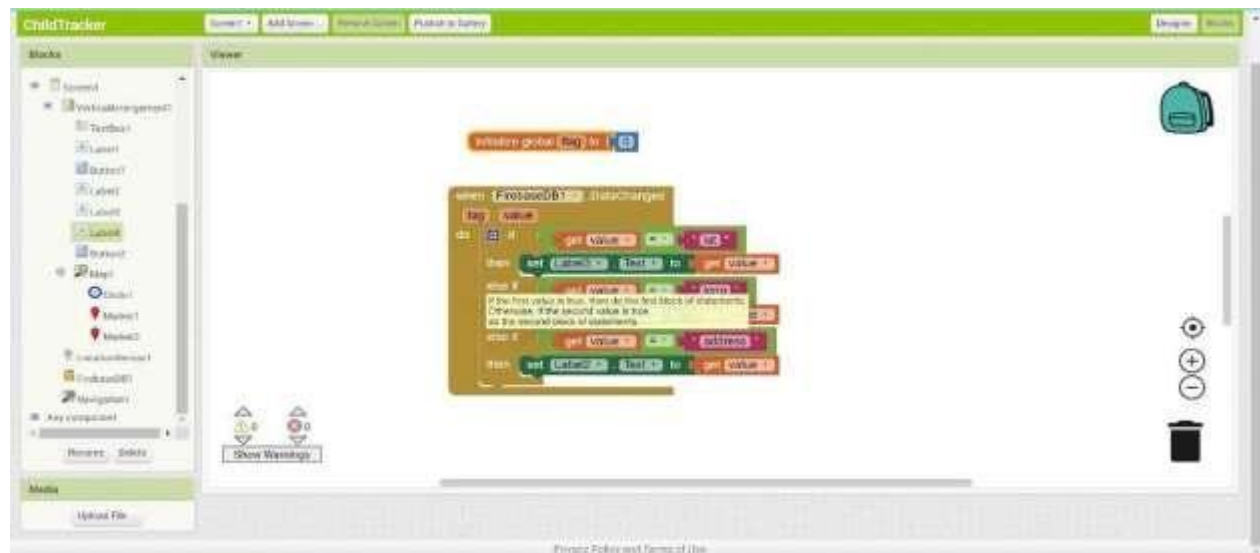 ChildTracker
Screen1
Add Screen ...
Remove Screen
Publish to Gallery
Designer
Blocks
Blocks
Viewer
Screen1
VerticalArrangement1
TextBox1
Label1
Button1
Map1
Circle1
Marker1
Marker2
LocationSensor1
FirebaseDB1
Navigation1
Any component
Rename
Delete
Media
Upload File ...
initialize global flag to
when FirebaseDB1 .DataChanged
tag value
do if get value = " lat "
then set Text to get value
else if get value =
If the first value is true, then do the first block of statements.
Otherwise, if the second value is true,
do the second block of statements.
else if get value = " address "
then set Label2 . Text to get value
0
0
Show Warnings
Privacy Policy and Terms of Use